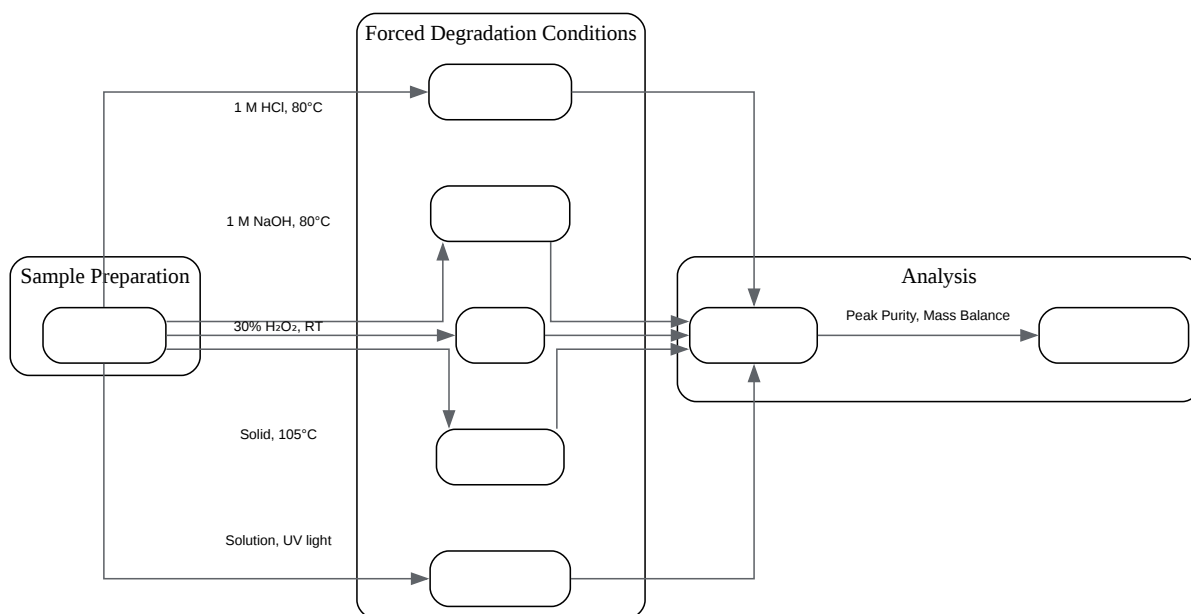 Forced Degradation Conditions
1 M HCl, 80°C
1 M NaOH, 80°C
Sample Preparation
Analysis
30% H₂O₂, RT
Peak Purity, Mass Balance
Solid, 105°C
Solution, UV light